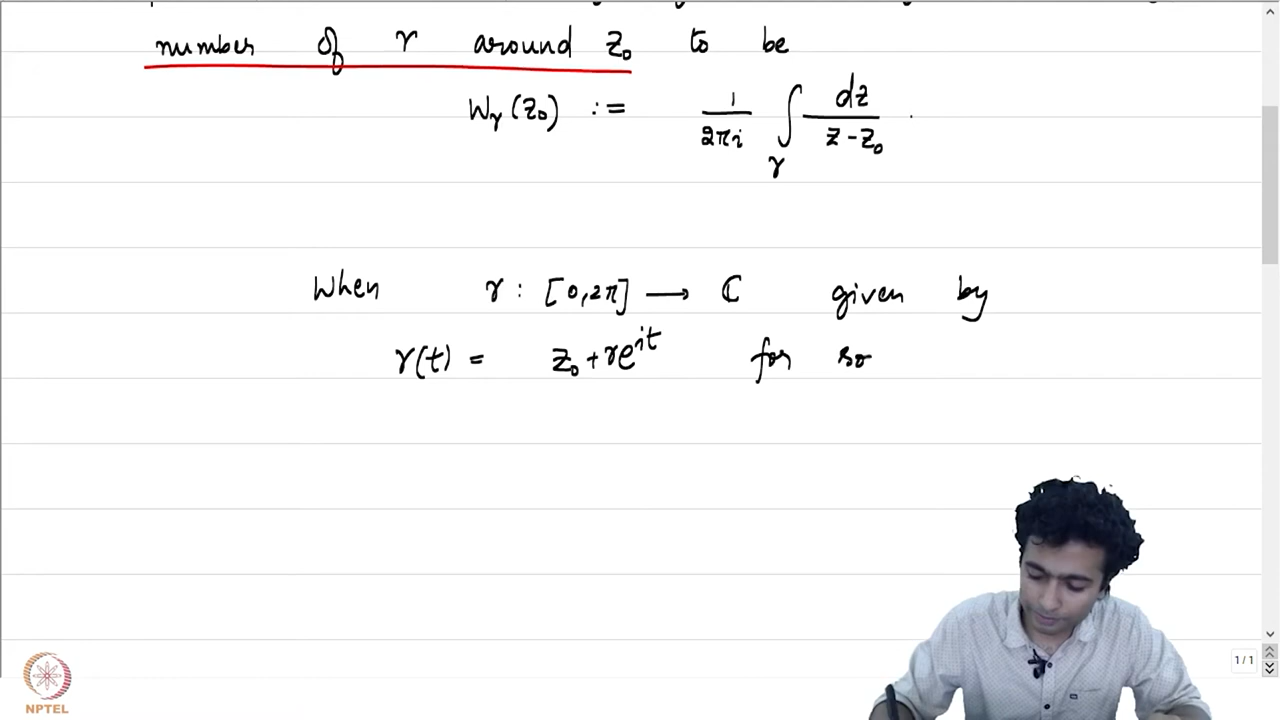 number of γ around z₀ to be
W_γ(z₀) := 1/2πi ∫_γ dz/z-z₀ .
When γ : [0,2π] ⟶ ℂ given by
γ(t) = z₀ + re^{it} for so
1/1
NPTEL